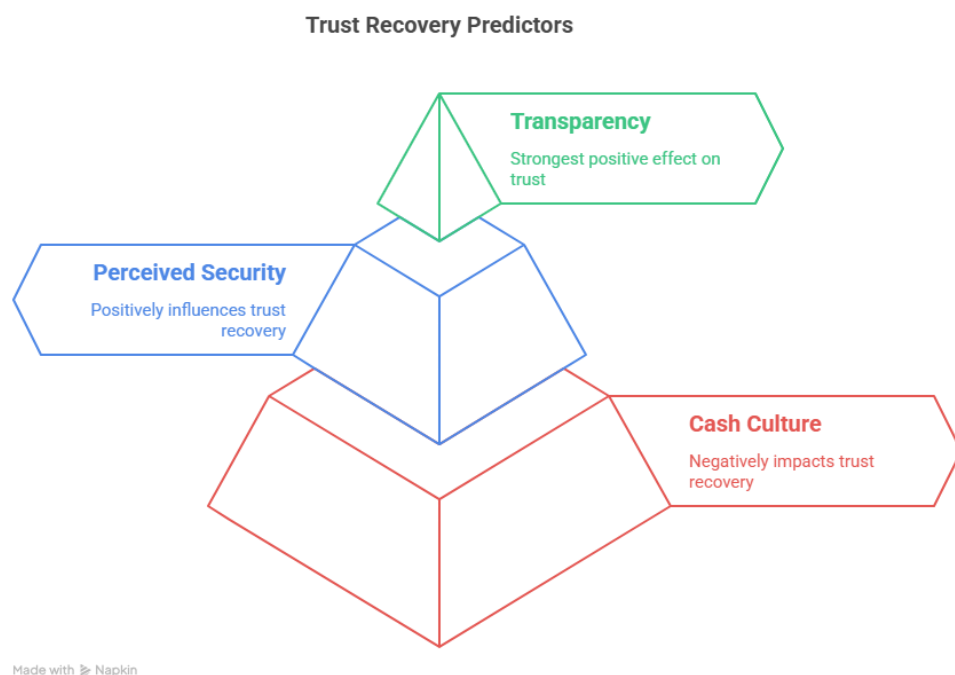 Trust Recovery Predictors
Transparency
Strongest positive effect on
trust
Perceived Security
Positively influences trust
recovery
Cash Culture
Negatively impacts trust
recovery
Made with Napkin